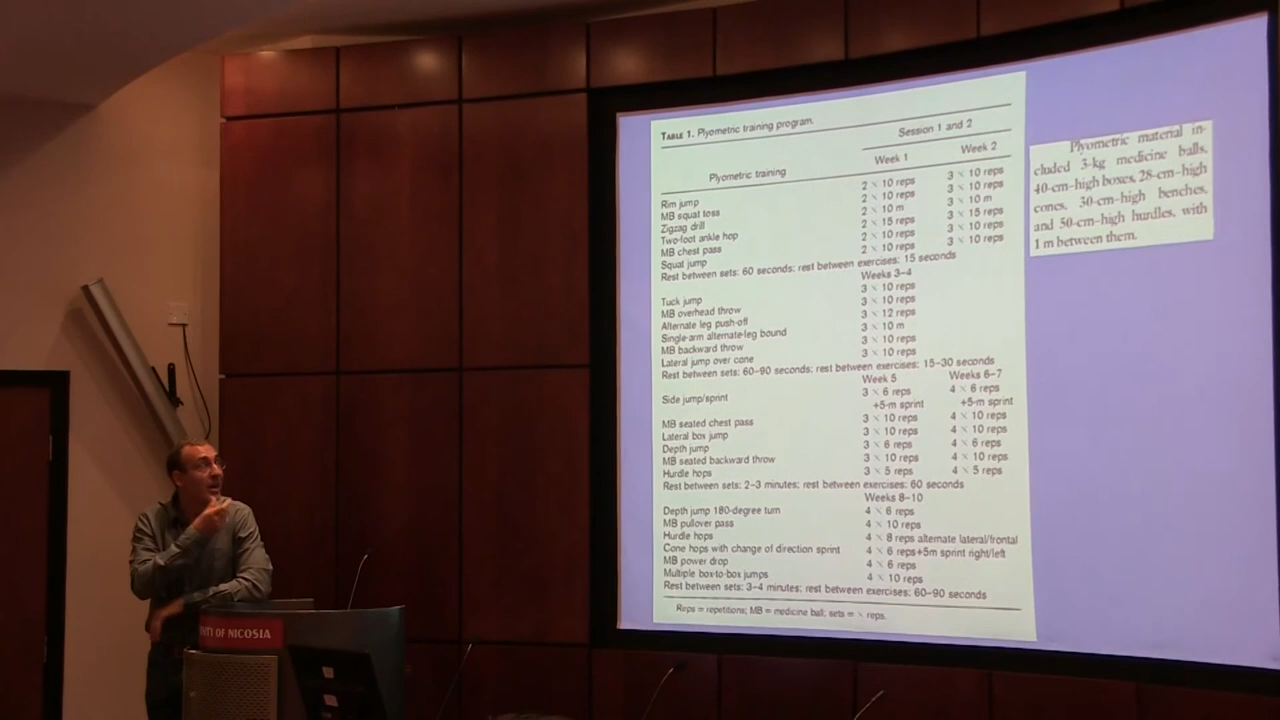 TABLE 1. Plyometric training program.
Session 1 and 2
Plyometric training Week 1 Week 2
Rim jump 2 × 10 reps 3 × 10 reps
MB squat toss 2 × 10 reps 3 × 10 reps
Zigzag drill 2 × 10 m 3 × 10 m
Two-foot ankle hop 2 × 15 reps 3 × 15 reps
MB chest pass 2 × 10 reps 3 × 10 reps
Squat jump 2 × 10 reps 3 × 10 reps
Rest between sets: 60 seconds; rest between exercises: 15 seconds
Weeks 3–4
Tuck jump 3 × 10 reps
MB overhead throw 3 × 10 reps
Alternate leg push-off 3 × 12 reps
Single-arm alternate-leg bound 3 × 10 m
MB backward throw 3 × 10 reps
Lateral jump over cone 3 × 10 reps
Rest between sets: 60–90 seconds; rest between exercises: 15–30 seconds
Week 5 Weeks 6–7
Side jump/sprint 3 × 6 reps 4 × 6 reps
+5-m sprint +5-m sprint
MB seated chest pass 3 × 10 reps 4 × 10 reps
Lateral box jump 3 × 10 reps 4 × 10 reps
Depth jump 3 × 6 reps 4 × 6 reps
MB seated backward throw 3 × 10 reps 4 × 10 reps
Hurdle hops 3 × 5 reps 4 × 5 reps
Rest between sets: 2–3 minutes; rest between exercises: 60 seconds
Weeks 8–10
Depth jump 180-degree turn 4 × 6 reps
MB pullover pass 4 × 10 reps
Hurdle hops 4 × 8 reps alternate lateral/frontal
Cone hops with change of direction sprint 4 × 6 reps+5m sprint right/left
MB power drop 4 × 6 reps
Multiple box-to-box jumps 4 × 10 reps
Rest between sets: 3–4 minutes; rest between exercises: 60–90 seconds
Reps = repetitions; MB = medicine ball; sets = × reps.
Plyometric material in-
cluded 3-kg medicine balls,
40-cm–high boxes, 28-cm–high
cones, 30-cm–high benches,
and 50-cm–high hurdles, with
1 m between them.
ITY OF NICOSIA